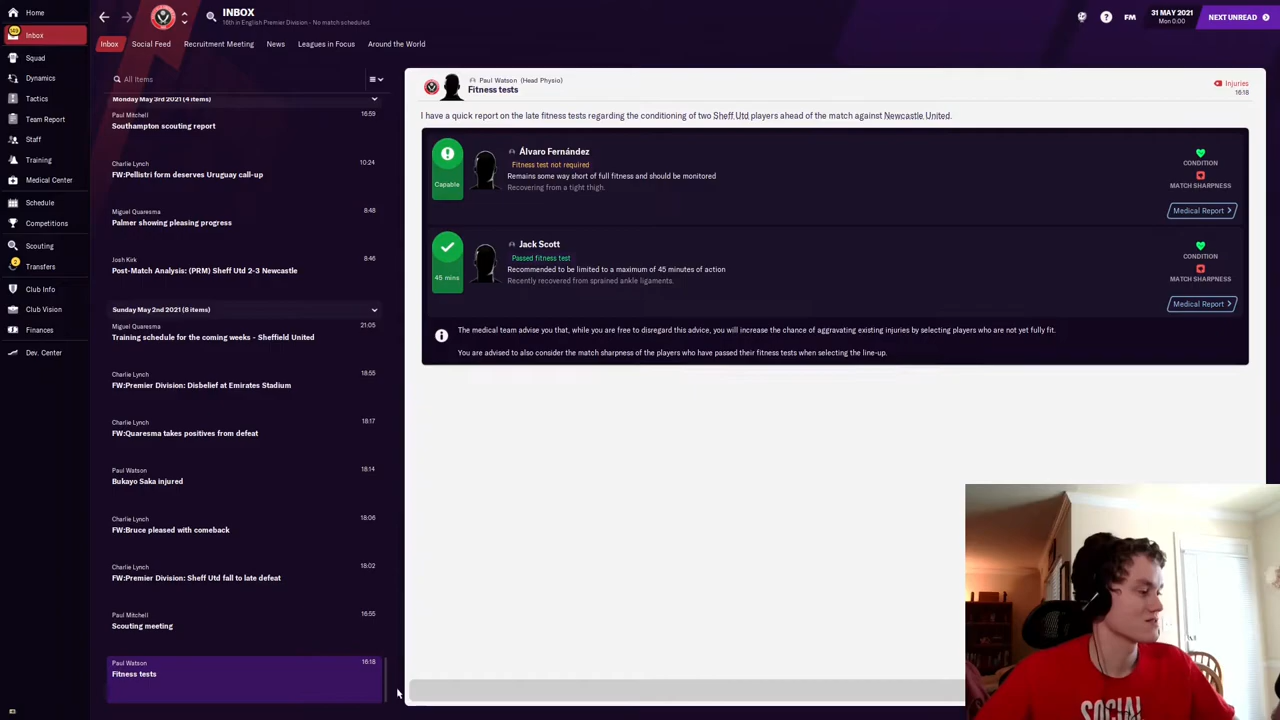 Home
Inbox
Squad
Dynamics
Tactics
Team Report
Staff
Training
Medical Center
Schedule
Competitions
Scouting
2
Transfers
Club Info
Club Vision
Finances
Dev. Center
INBOX
16th in English Premier Division - No match scheduled.
?
FM
31 MAY 2021
Mon 0:00
NEXT UNREAD
Inbox
Social Feed
Recruitment Meeting
News
Leagues in Focus
Around the World
All Items
Monday May 3rd 2021 (4 items)
Paul Mitchell 16:59
Southampton scouting report
Charlie Lynch 10:24
FW:Pellistri form deserves Uruguay call-up
Miguel Quaresma 8:48
Palmer showing pleasing progress
Josh Kirk 8:46
Post-Match Analysis: (PRM) Sheff Utd 2-3 Newcastle
Sunday May 2nd 2021 (8 items)
Miguel Quaresma 21:05
Training schedule for the coming weeks - Sheffield United
Charlie Lynch 18:55
FW:Premier Division: Disbelief at Emirates Stadium
Charlie Lynch 18:17
FW:Quaresma takes positives from defeat
Paul Watson 18:14
Bukayo Saka injured
Charlie Lynch 18:06
FW:Bruce pleased with comeback
Charlie Lynch 18:02
FW:Premier Division: Sheff Utd fall to late defeat
Paul Mitchell 16:55
Scouting meeting
Paul Watson 16:18
Fitness tests
Paul Watson (Head Physio)
Fitness tests
Injuries
16:18
I have a quick report on the late fitness tests regarding the conditioning of two Sheff Utd players ahead of the match against Newcastle United.
Capable
Álvaro Fernández
Fitness test not required
Remains some way short of full fitness and should be monitored
Recovering from a tight thigh.
CONDITION
MATCH SHARPNESS
Medical Report
45 mins
Jack Scott
Passed fitness test
Recommended to be limited to a maximum of 45 minutes of action
Recently recovered from sprained ankle ligaments.
CONDITION
MATCH SHARPNESS
Medical Report
The medical team advise you that, while you are free to disregard this advice, you will increase the chance of aggravating existing injuries by selecting players who are not yet fully fit.
You are advised to also consider the match sharpness of the players who have passed their fitness tests when selecting the line-up.
SOCIAL